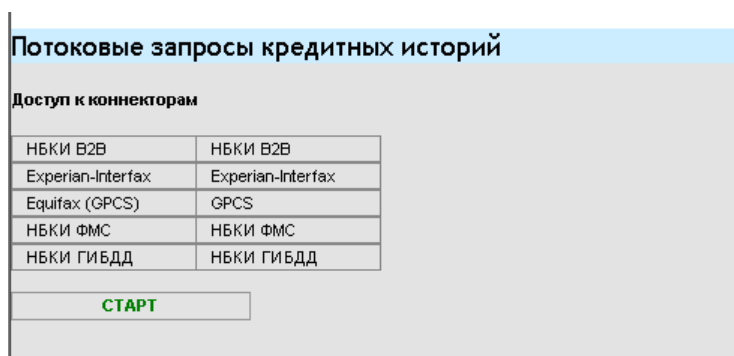 Потоковые запросы кредитных историй
Доступ к коннекторам
НБКИ B2B НБКИ B2B
Experian-Interfax Experian-Interfax
Equifax (GPCS) GPCS
НБКИ ФМС НБКИ ФМС
НБКИ ГИБДД НБКИ ГИБДД
СТАРТ